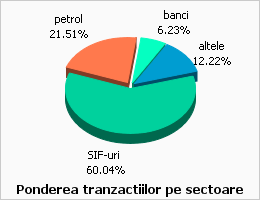 petrol
21.51%
banci
6.23%
altele
12.22%
SIF-uri
60.04%
Ponderea tranzactiilor pe sectoare